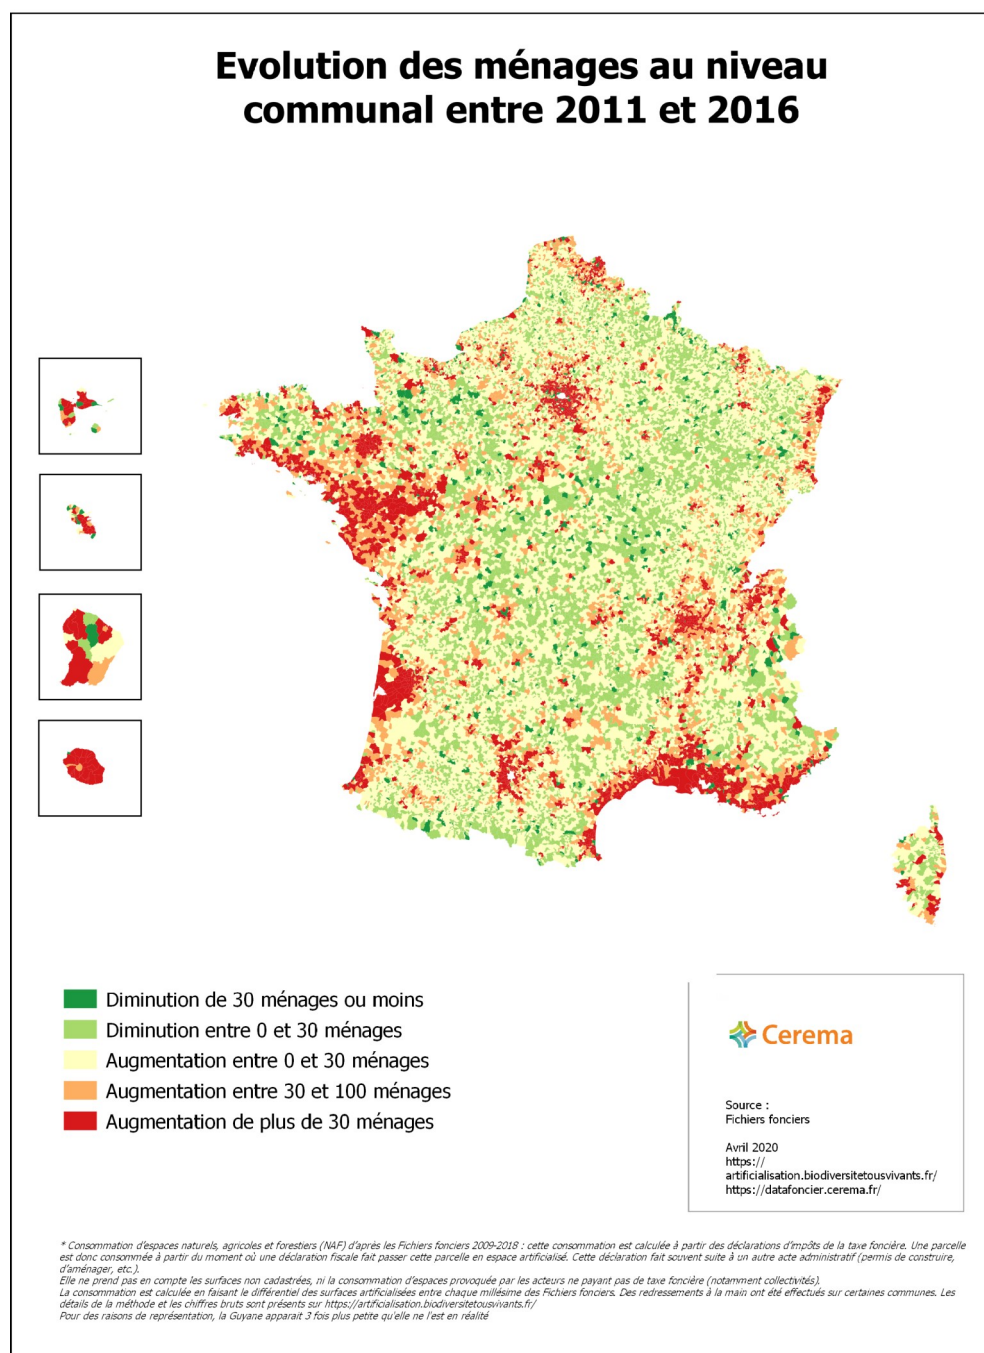 Evolution des ménages au niveau
communal entre 2011 et 2016
Diminution de 30 ménages ou moins
Diminution entre 0 et 30 ménages
Augmentation entre 0 et 30 ménages
Augmentation entre 30 et 100 ménages
Augmentation de plus de 30 ménages
Cerema
Source :
Fichiers fonciers
Avril 2020
https://
artificialisation.biodiversitetousvivants.fr/
https://datafoncier.cerema.fr/
* Consommation d'espaces naturels, agricoles et forestiers (NAF) d'après les Fichiers fonciers 2009-2018 : cette consommation est calculée à partir des déclarations d'impôts de la taxe foncière. Une parcelle
est donc consommée à partir du moment où une déclaration fiscale fait passer cette parcelle en espace artificialisé. Cette déclaration fait souvent suite à un autre acte administratif (permis de construire,
d'aménager, etc.).
Elle ne prend pas en compte les surfaces non cadastrées, ni la consommation d'espaces provoquée par les acteurs ne payant pas de taxe foncière (notamment collectivités).
La consommation est calculée en faisant le différentiel des surfaces artificialisées entre chaque millésime des Fichiers fonciers. Des redressements à la main ont été effectués sur certaines communes. Les
détails de la méthode et les chiffres bruts sont présents sur https://artificialisation.biodiversitetousvivants.fr/
Pour des raisons de représentation, la Guyane apparait 3 fois plus petite qu'elle ne l'est en réalité